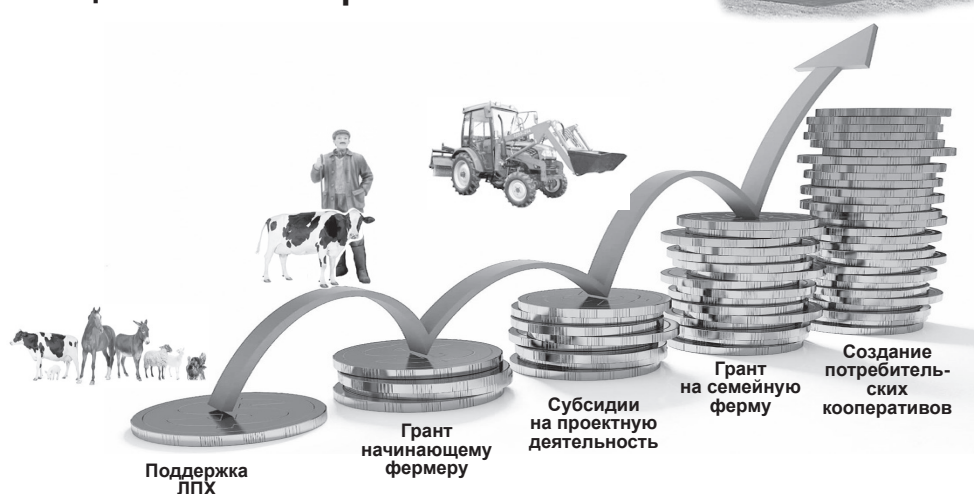 Поддержка
ЛПХ
Грант
начинающему
фермеру
Субсидии
на проектную
деятельность
Грант
на семейную
ферму
Создание
потребитель-
ских
кооперативов